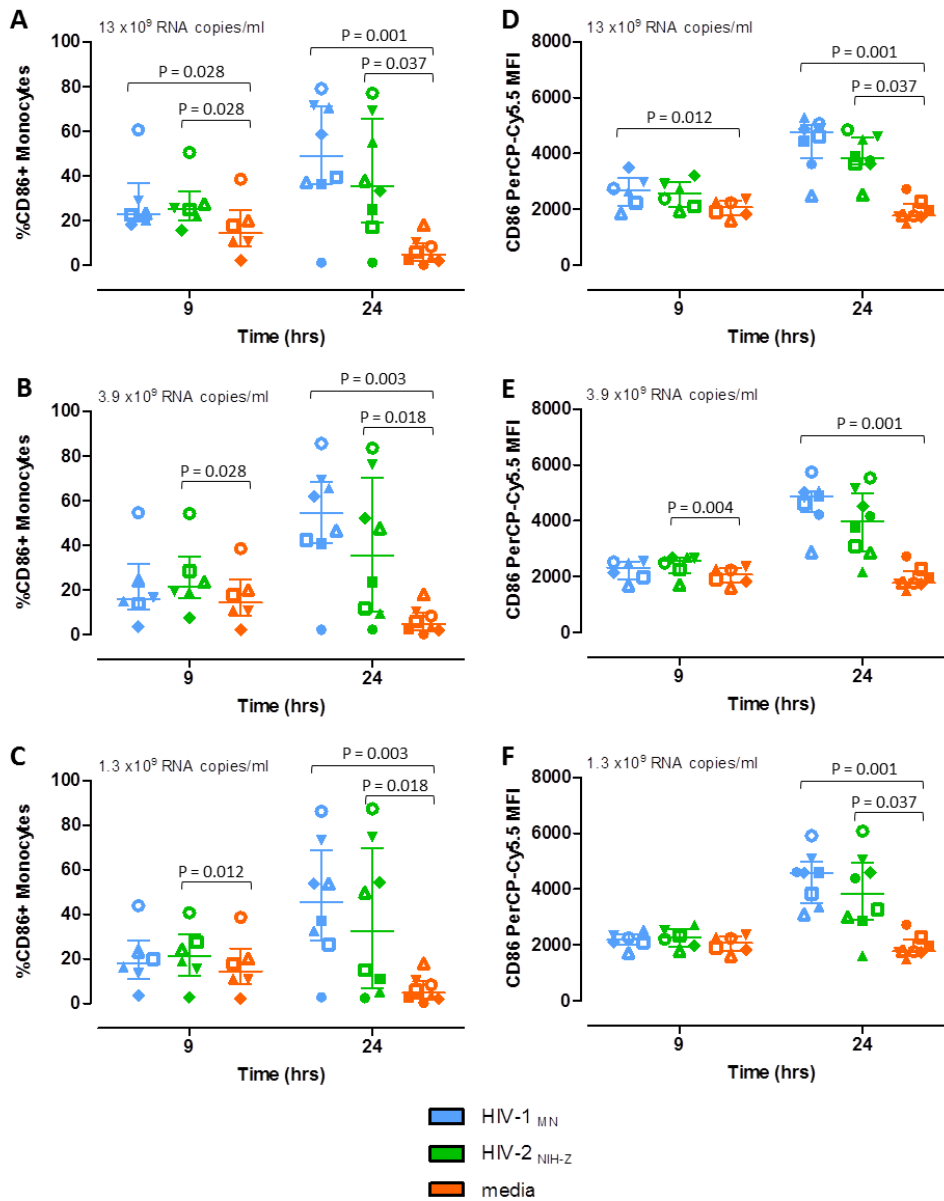 A
13 x10⁹ RNA copies/ml
P = 0.001
P = 0.028
P = 0.037
P = 0.028
%CD86+ Monocytes
100
80
60
40
20
0
9
24
Time (hrs)
D
13 x10⁹ RNA copies/ml
P = 0.001
P = 0.037
P = 0.012
CD86 PerCP-Cy5.5 MFI
8000
6000
4000
2000
0
9
24
Time (hrs)
B
3.9 x10⁹ RNA copies/ml
P = 0.003
P = 0.018
P = 0.028
%CD86+ Monocytes
100
80
60
40
20
0
9
24
Time (hrs)
E
3.9 x10⁹ RNA copies/ml
P = 0.001
P = 0.004
CD86 PerCP-Cy5.5 MFI
8000
6000
4000
2000
0
9
24
Time (hrs)
C
1.3 x10⁹ RNA copies/ml
P = 0.003
P = 0.018
P = 0.012
%CD86+ Monocytes
100
80
60
40
20
0
9
24
Time (hrs)
F
1.3 x10⁹ RNA copies/ml
P = 0.001
P = 0.037
CD86 PerCP-Cy5.5 MFI
8000
6000
4000
2000
0
9
24
Time (hrs)
HIV-1 MN
HIV-2 NIH-Z
media